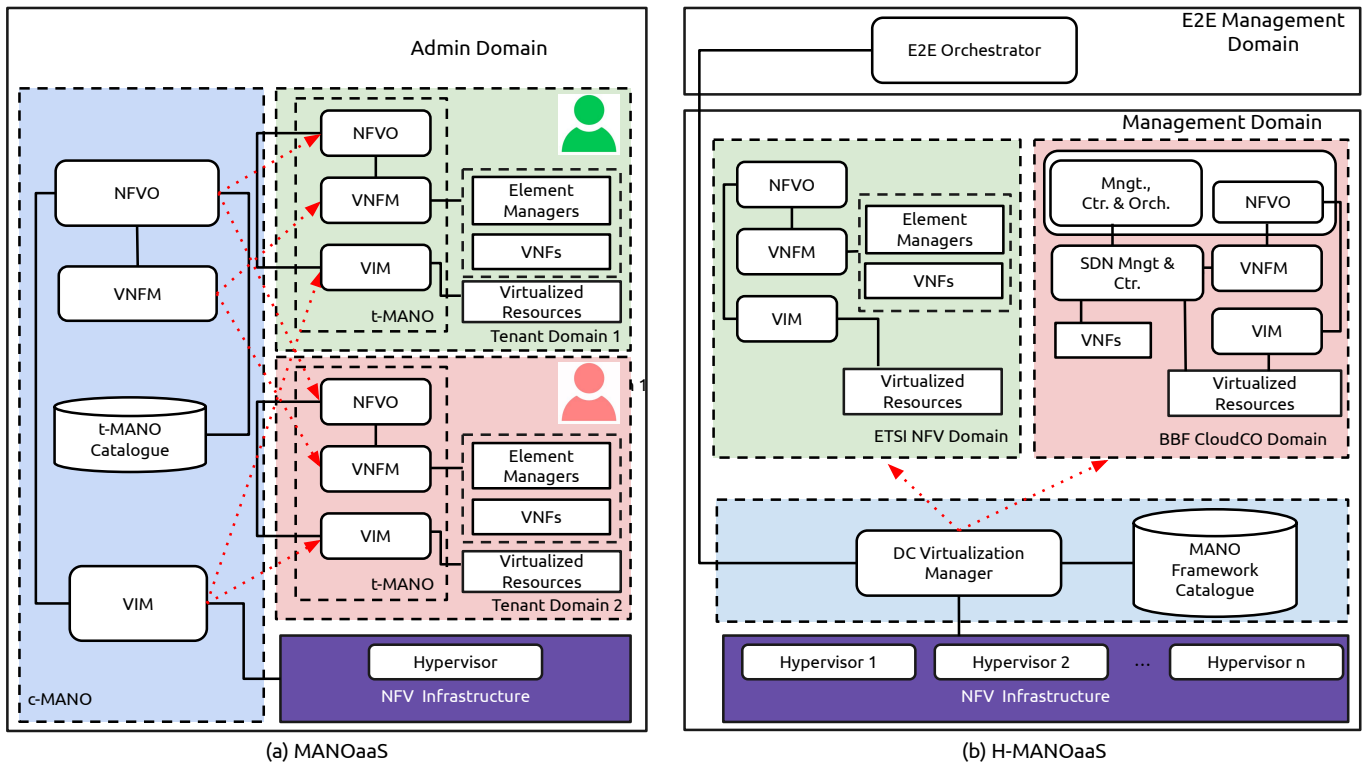 Admin Domain
NFVO
VNFM
t-MANO
Catalogue
VIM
c-MANO
NFVO
VNFM
VIM
t-MANO
Element
Managers
VNFs
Virtualized
Resources
Tenant Domain 1
1
NFVO
VNFM
VIM
t-MANO
Element
Managers
VNFs
Virtualized
Resources
Tenant Domain 2
Hypervisor
NFV Infrastructure
(a) MANOaaS
E2E Management
Domain
E2E Orchestrator
Management Domain
NFVO
VNFM
VIM
Element
Managers
VNFs
Virtualized
Resources
ETSI NFV Domain
Mngt.,
Ctr. & Orch.
NFVO
SDN Mngt &
Ctr.
VNFM
VNFs
VIM
Virtualized
Resources
BBF CloudCO Domain
DC Virtualization
Manager
MANO
Framework
Catalogue
Hypervisor 1
Hypervisor 2
...
Hypervisor n
NFV Infrastructure
(b) H-MANOaaS